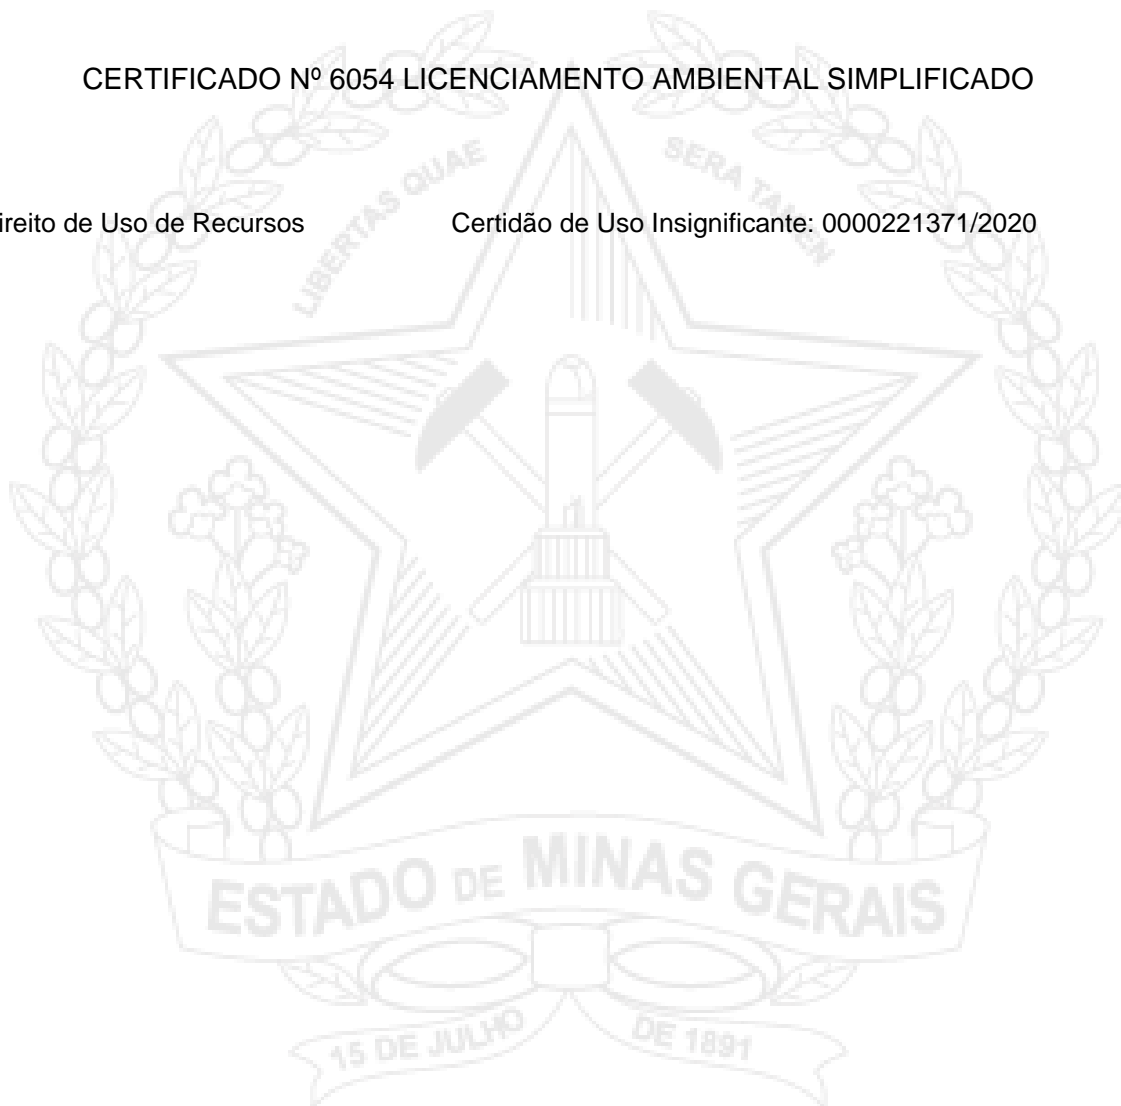 CERTIFICADO Nº 6054 LICENCIAMENTO AMBIENTAL SIMPLIFICADO
LIBERTAS QUAE SERA TAMEN
ireito de Uso de Recursos Certidão de Uso Insignificante: 0000221371/2020
ESTADO DE MINAS GERAIS
15 DE JULHO DE 1891